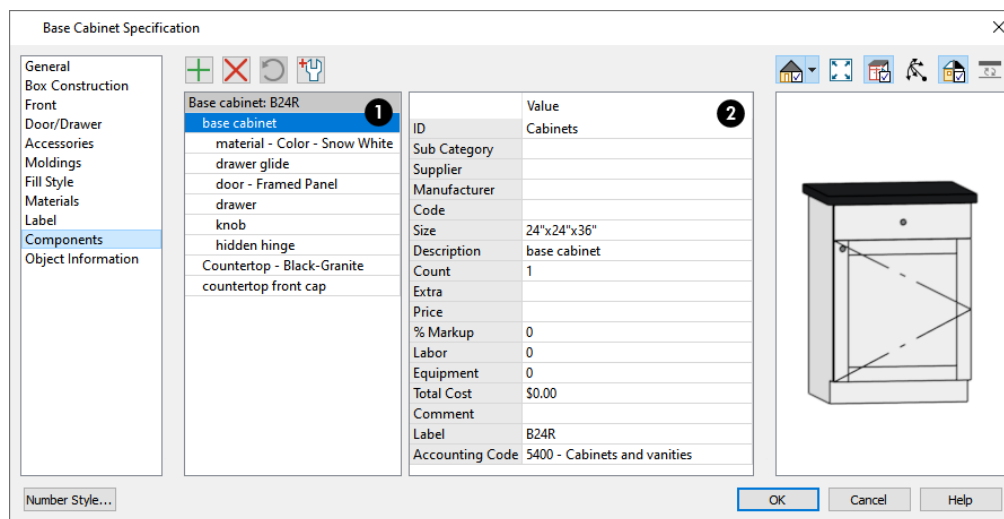 Base Cabinet Specification
General
Box Construction
Front
Door/Drawer
Accessories
Moldings
Fill Style
Materials
Label
Components
Object Information
Base cabinet: B24R
1
base cabinet
material - Color - Snow White
drawer glide
door - Framed Panel
drawer
knob
hidden hinge
Countertop - Black-Granite
countertop front cap
Value
2
ID Cabinets
Sub Category
Supplier
Manufacturer
Code
Size 24"x24"x36"
Description base cabinet
Count 1
Extra
Price
% Markup 0
Labor 0
Equipment 0
Total Cost $0.00
Comment
Label B24R
Accounting Code 5400 - Cabinets and vanities
Number Style...
OK Cancel Help